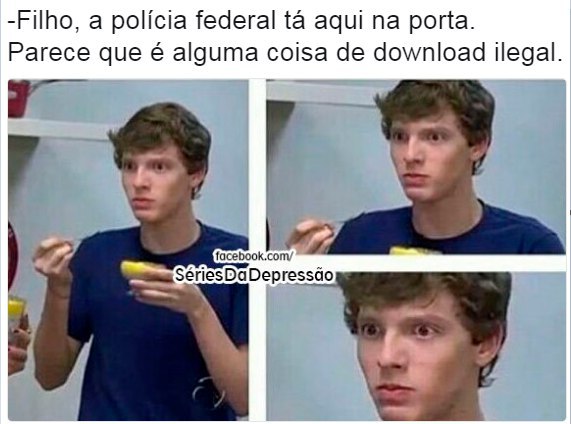 -Filho, a polícia federal tá aqui na porta.
Parece que é alguma coisa de download ilegal.
facebook.com/
SériesDaDepressão